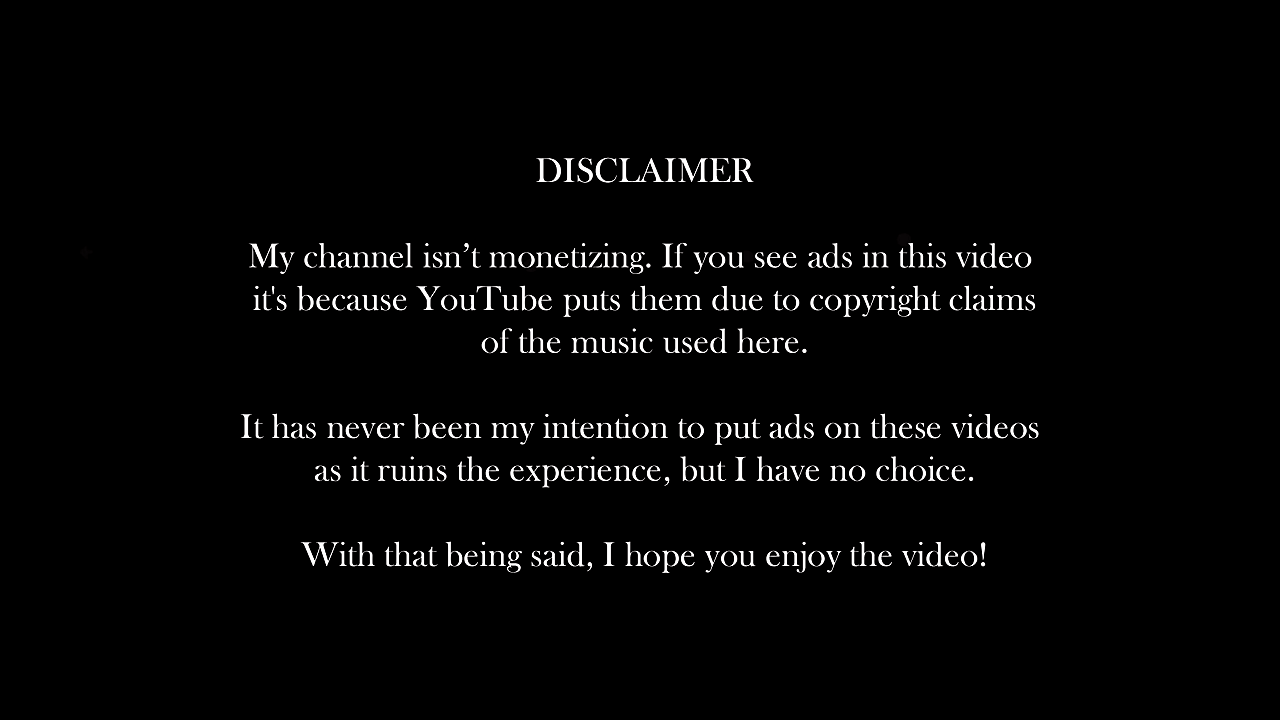 DISCLAIMER
My channel isn’t monetizing. If you see ads in this video
it's because YouTube puts them due to copyright claims
of the music used here.
It has never been my intention to put ads on these videos
as it ruins the experience, but I have no choice.
With that being said, I hope you enjoy the video!